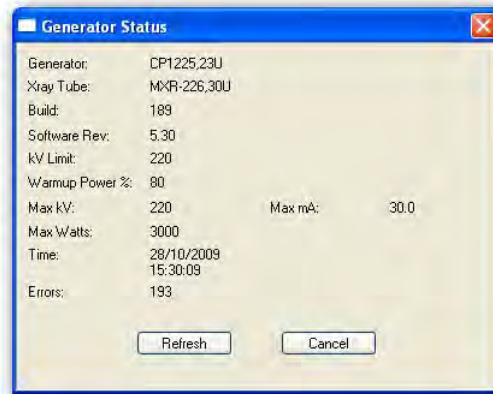 Generator Status
Generator: CP1225,23U
Xray Tube: MXR-226,30U
Build: 189
Software Rev: 5.30
kV Limit: 220
Warmup Power %: 80
Max kV: 220 Max mA: 30.0
Max Watts: 3000
Time: 28/10/2009
15:30:09
Errors: 193
Refresh Cancel